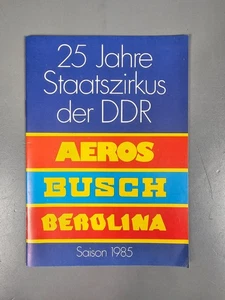 25 Jahre
Staatszirkus
der DDR
AEROS
BUSCH
BEROLINA
Saison 1985